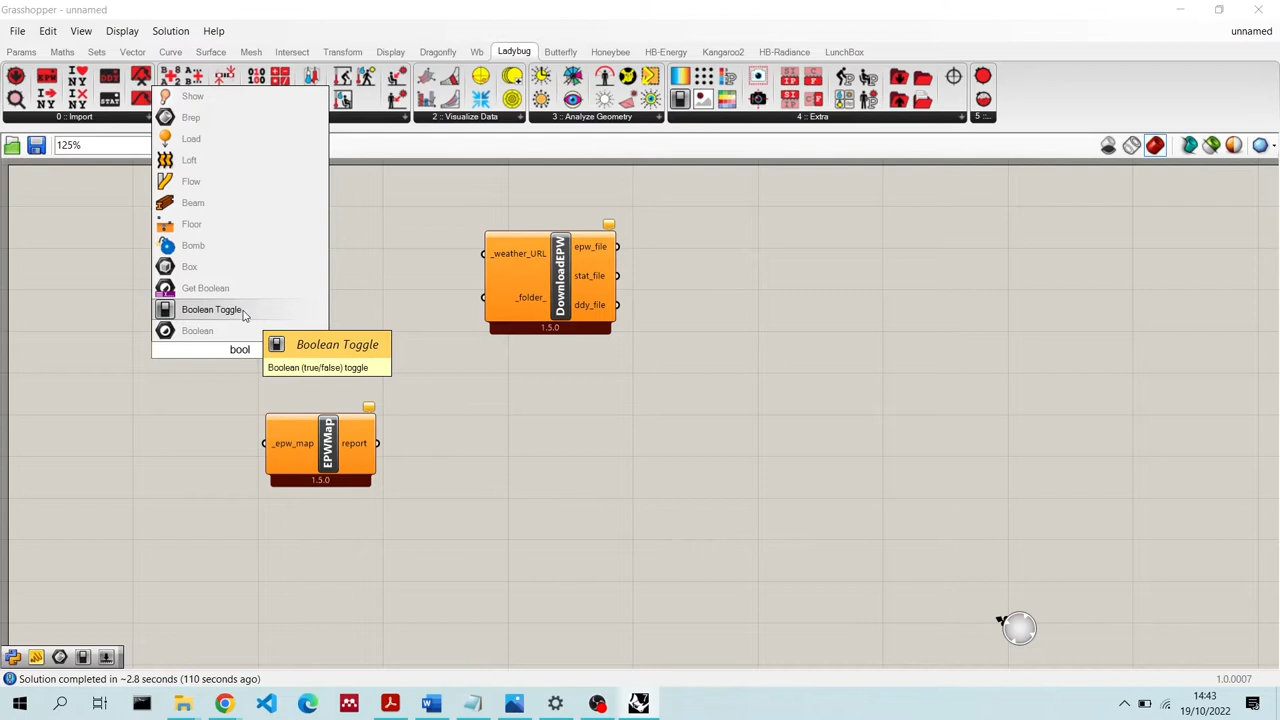 Grasshopper - unnamed
File Edit View Display Solution Help
unnamed
Params Maths Sets Vector Curve Surface Mesh Intersect Transform Display Dragonfly Wb Ladybug Butterfly Honeybee HB-Energy Kangaroo2 HB-Radiance LunchBox
0 :: Import
2 :: Visualize Data
3 :: Analyze Geometry
4 :: Extra
5 ::..
125%
Show
Brep
Load
Loft
Flow
Beam
Floor
Bomb
Box
Get Boolean
Boolean Toggle
Boolean
bool
Boolean Toggle
Boolean (true/false) toggle
_weather_URL
_folder_
DownloadEPW
epw_file
stat_file
ddy_file
1.5.0
_epw_map
EPWMap
report
1.5.0
Solution completed in ~2.8 seconds (110 seconds ago)
1.0.0007
14:43
19/10/2022